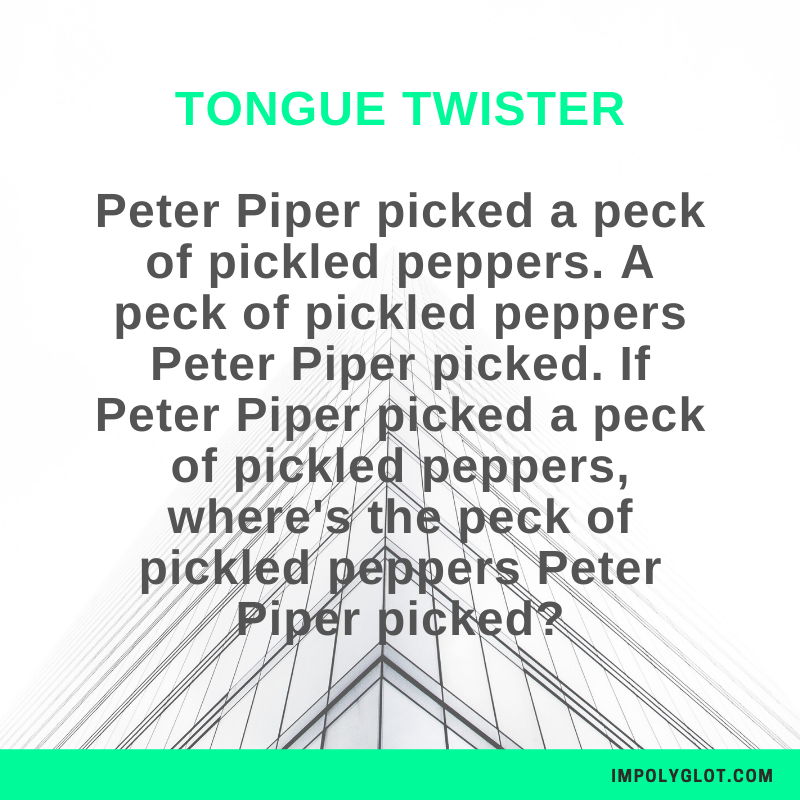 TONGUE TWISTER
Peter Piper picked a peck
of pickled peppers. A
peck of pickled peppers
Peter Piper picked. If
Peter Piper picked a peck
of pickled peppers,
where's the peck of
pickled peppers Peter
Piper picked?
IMPOLYGLOT.COM